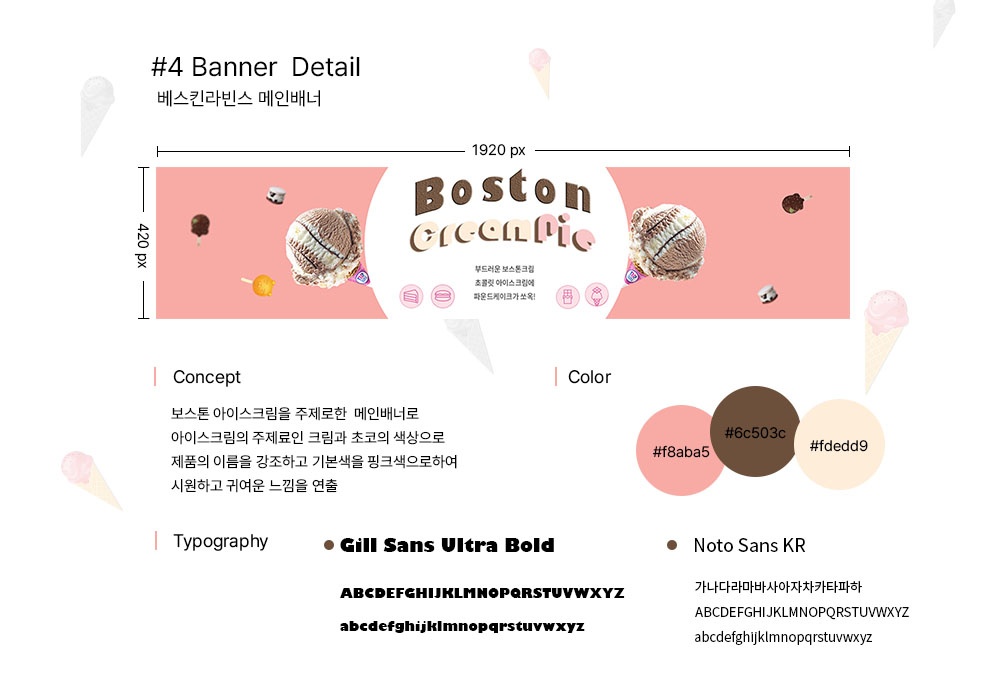 #4 Banner Detail
베스킨라빈스 메인배너
1920 px
420 px
Boston
Cream Pie
부드러운 보스톤크림
초콜릿 아이스크림에
파운드케이크가 쏘옥!
Concept
보스톤 아이스크림을 주제로한 메인배너로
아이스크림의 주제료인 크림과 초코의 색상으로
제품의 이름을 강조하고 기본색을 핑크색으로하여
시원하고 귀여운 느낌을 연출
Color
#f8aba5
#6c503c
#fdedd9
Typography
Gill Sans Ultra Bold
ABCDEFGHIJKLMNOPQRSTUVWXYZ
abcdefghijklmnopqrstuvwxyz
Noto Sans KR
가나다라마바사아자차카타파하
ABCDEFGHIJKLMNOPQRSTUVWXYZ
abcdefghijklmnopqrstuvwxyz